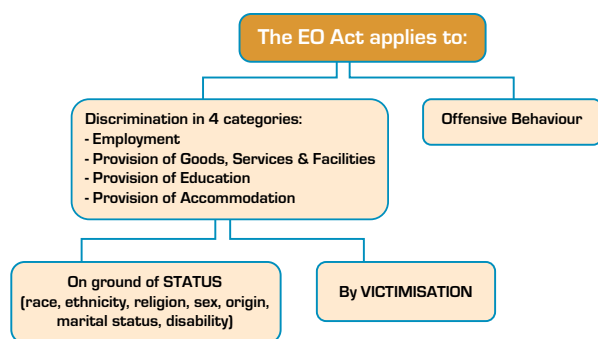 The EO Act applies to:
Discrimination in 4 categories:
- Employment
- Provision of Goods, Services & Facilities
- Provision of Education
- Provision of Accommodation
Offensive Behaviour
On ground of STATUS
(race, ethnicity, religion, sex, origin,
marital status, disability)
By VICTIMISATION